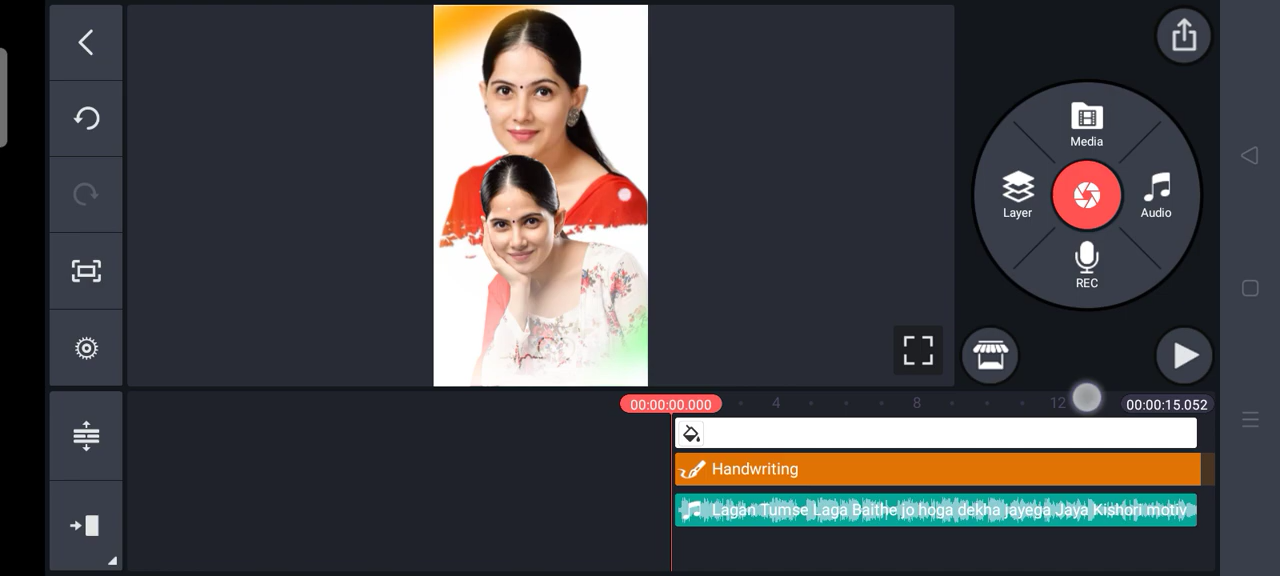 Media
Layer
Audio
REC
00:00:00.000
4
8
12
00:00:15.052
Handwriting
Lagan Tumse Laga Baithe jo hoga dekha jayega Jaya Kishori motiv